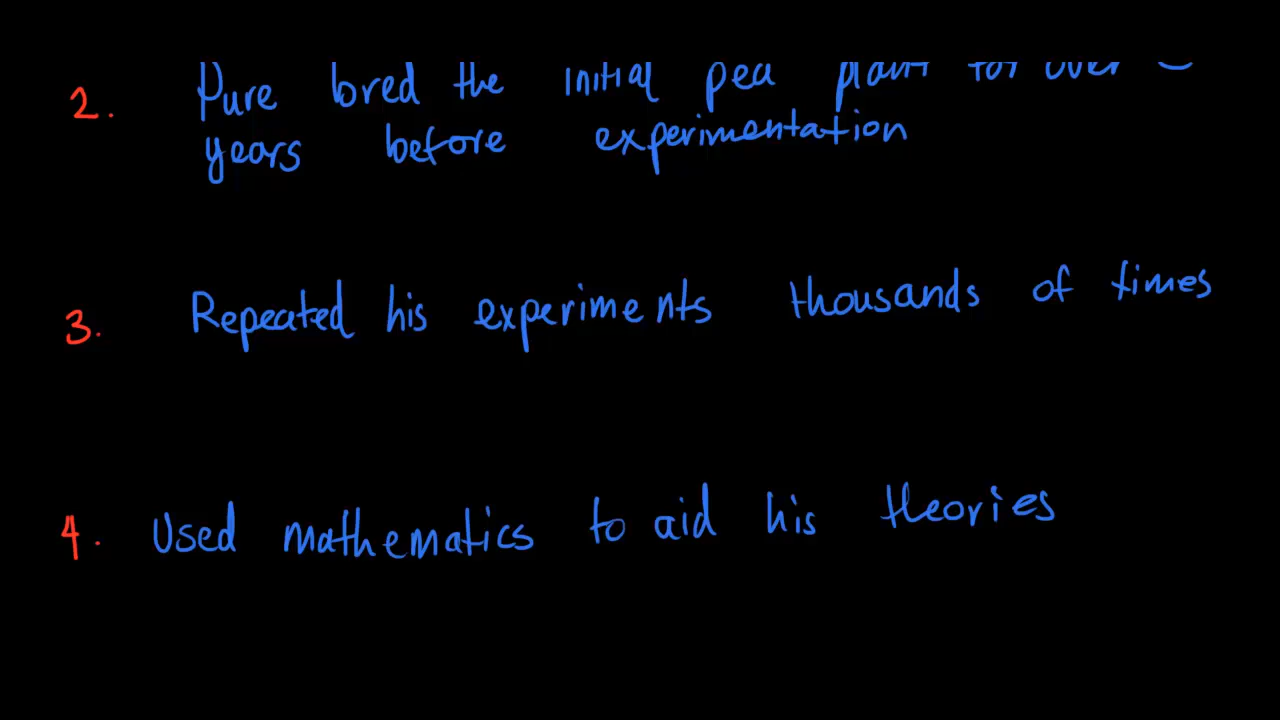 2. Pure bred the initial pea plant for over
years before experimentation
3. Repeated his experiments thousands of times
4. Used mathematics to aid his theories